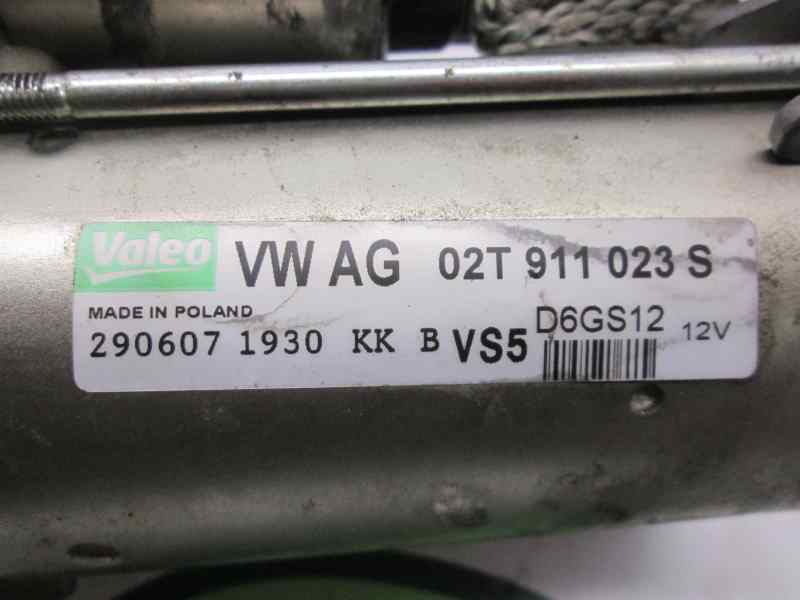 Valeo VW AG 02T 911 023 S
MADE IN POLAND
290607 1930 KK B VS5 D6GS12 12V